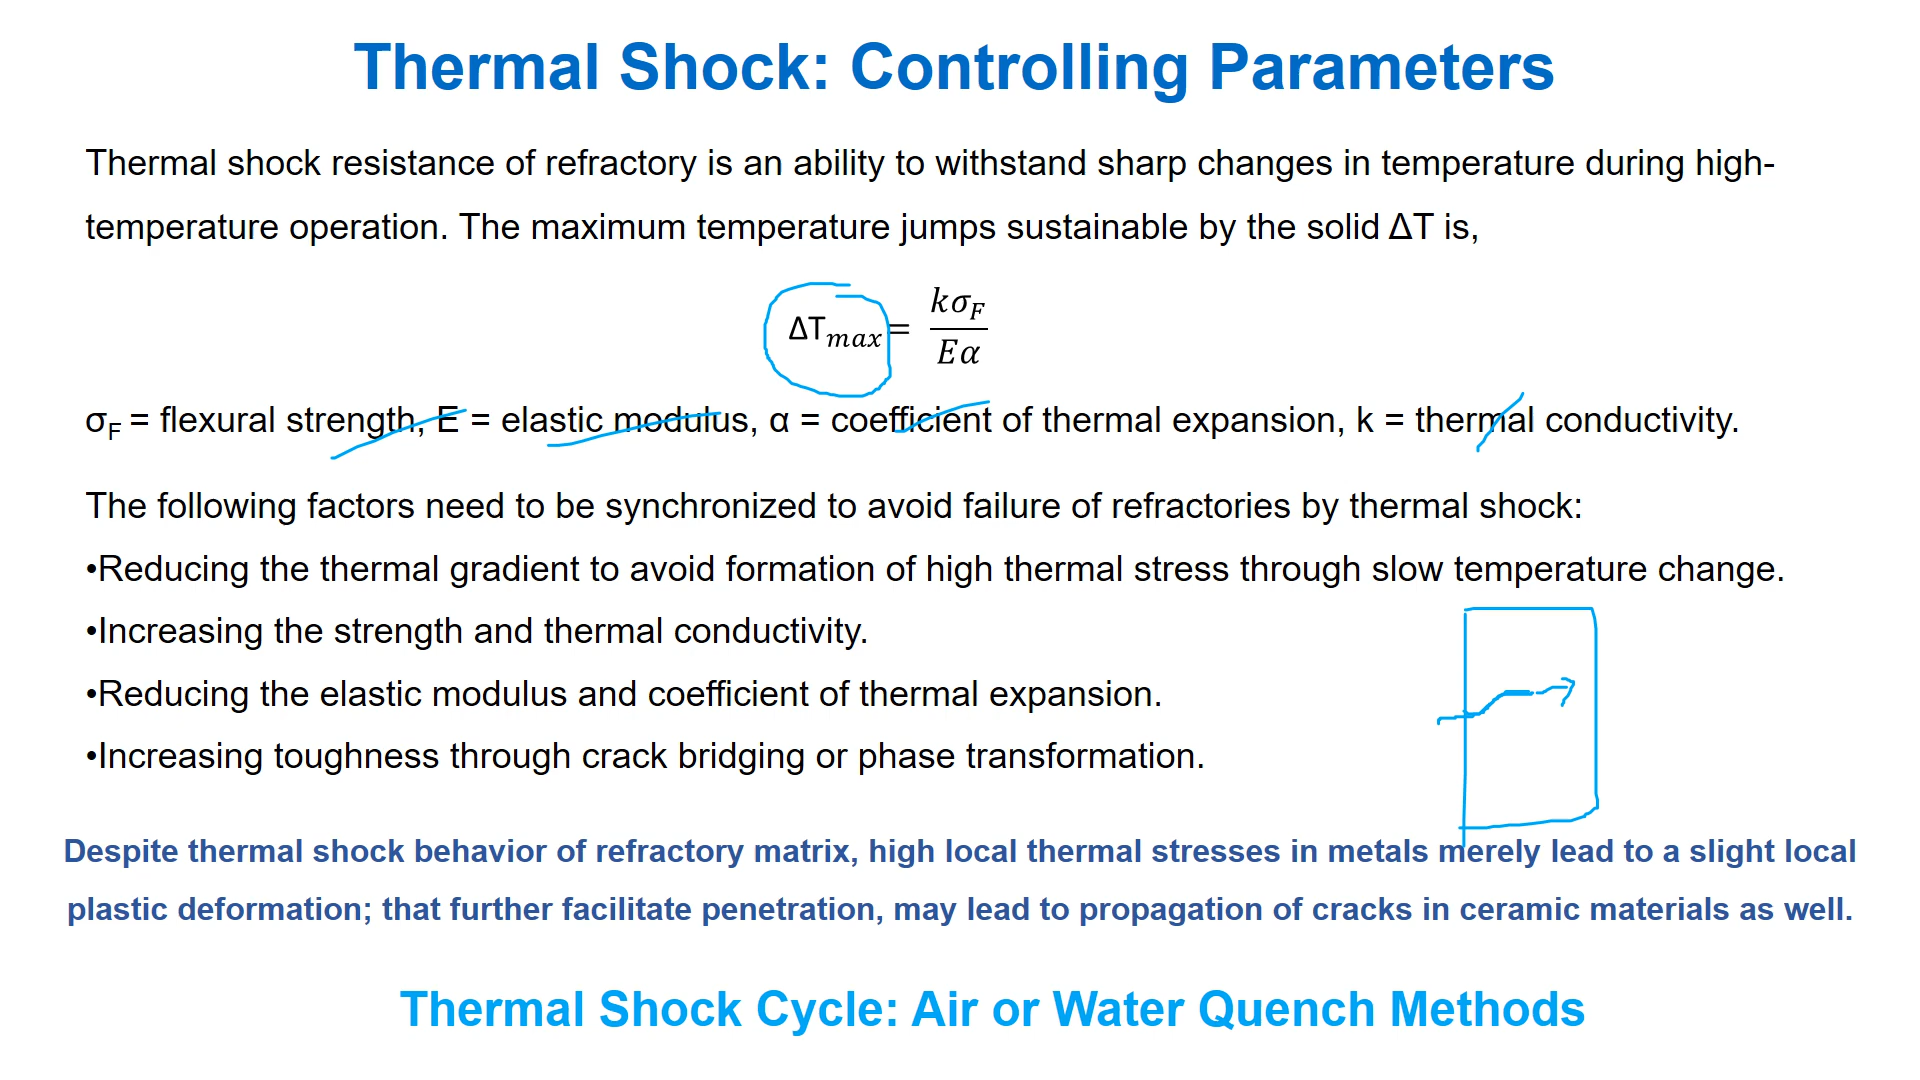 Thermal Shock: Controlling Parameters
Thermal shock resistance of refractory is an ability to withstand sharp changes in temperature during high-
temperature operation. The maximum temperature jumps sustainable by the solid ΔT is,
ΔT_max = kσ_F / Eα
σ_F = flexural strength, E = elastic modulus, α = coefficient of thermal expansion, k = thermal conductivity.
The following factors need to be synchronized to avoid failure of refractories by thermal shock:
•Reducing the thermal gradient to avoid formation of high thermal stress through slow temperature change.
•Increasing the strength and thermal conductivity.
•Reducing the elastic modulus and coefficient of thermal expansion.
•Increasing toughness through crack bridging or phase transformation.
Despite thermal shock behavior of refractory matrix, high local thermal stresses in metals merely lead to a slight local
plastic deformation; that further facilitate penetration, may lead to propagation of cracks in ceramic materials as well.
Thermal Shock Cycle: Air or Water Quench Methods